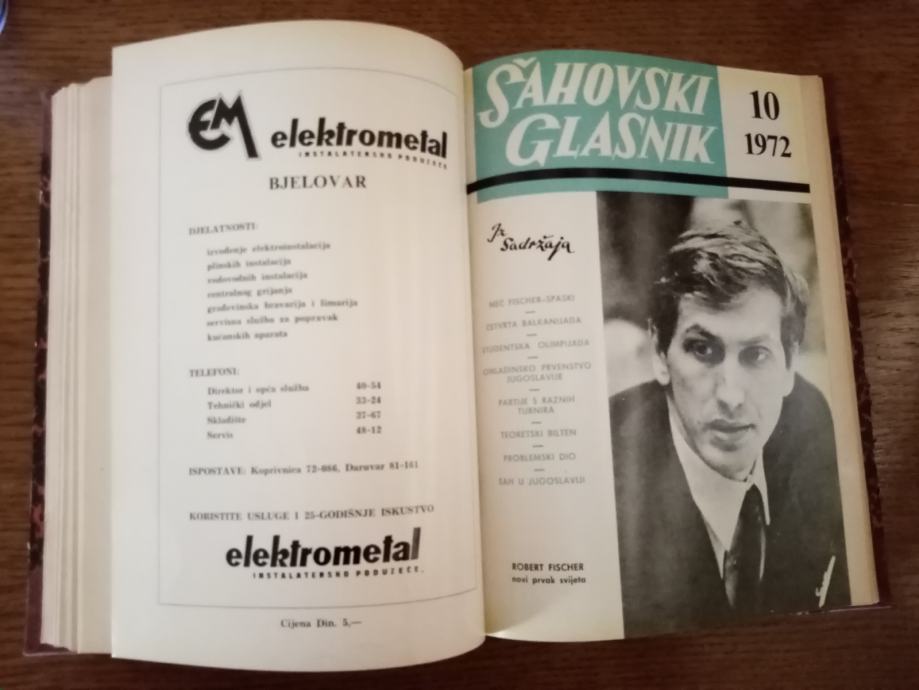 EM elektrometal
INSTALATERSKO PODUZEĆE
BJELOVAR
DJELATNOSTI:
izvođenje elektroinstalacija
plinskih instalacija
vodovodnih instalacija
centralnog grijanja
građevinska bravarija i limarija
servisna služba za popravak
kućanskih aparata
TELEFONI:
Direktor i opća služba 40-54
Tehnički odjel 33-24
Skladište 37-67
Servis 48-12
ISPOSTAVE: Koprivnica 72-086, Daruvar 81-161
KORISTITE USLUGE I 25-GODIŠNJE ISKUSTVO
elektrometal
INSTALATERSKO PODUZEĆE.
Cijena Din. 5,—
ŠAHOVSKI
GLASNIK
10
1972
Iz
Sadržaja
MEČ FISCHER-SPASKI
—
ČETVRTA BALKANIJADA
—
STUDENTSKA OLIMPIJADA
—
OMLADINSKO PRVENSTVO
JUGOSLAVIJE
—
PARTIJE S RAZNIH
TURNIRA
—
TEORETSKI BILTEN
—
PROBLEMSKI DIO
—
ŠAH U JUGOSLAVIJI
ROBERT FISCHER
novi prvak svijeta